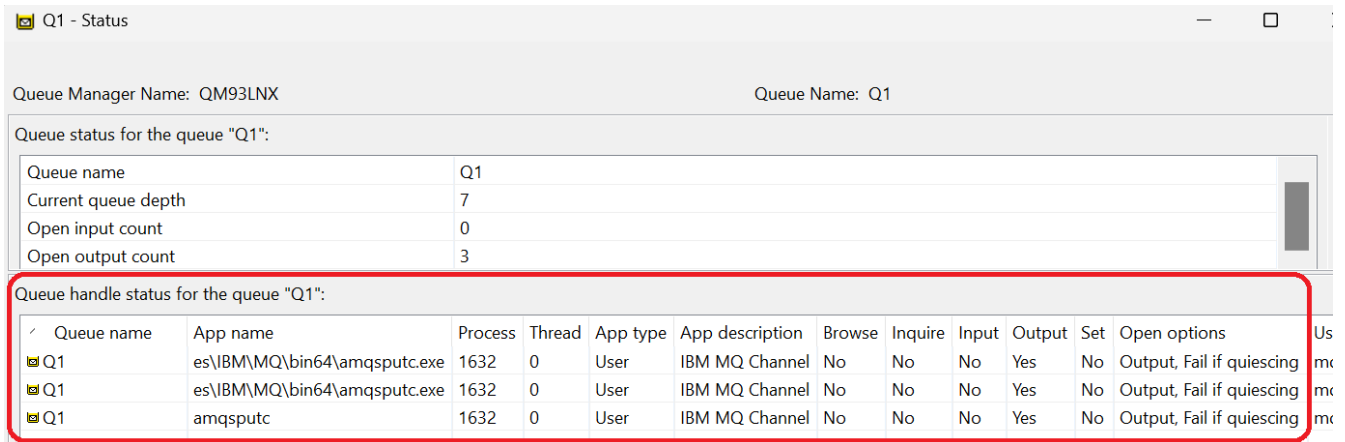 Q1 - Status
Queue Manager Name: QM93LNX Queue Name: Q1
Queue status for the queue "Q1":
Queue name Q1
Current queue depth 7
Open input count 0
Open output count 3
Queue handle status for the queue "Q1":
Queue name App name Process Thread App type App description Browse Inquire Input Output Set Open options
Q1 es\IBM\MQ\bin64\amqsputc.exe 1632 0 User IBM MQ Channel No No No Yes No Output, Fail if quiescing
Q1 es\IBM\MQ\bin64\amqsputc.exe 1632 0 User IBM MQ Channel No No No Yes No Output, Fail if quiescing
Q1 amqsputc 1632 0 User IBM MQ Channel No No No Yes No Output, Fail if quiescing